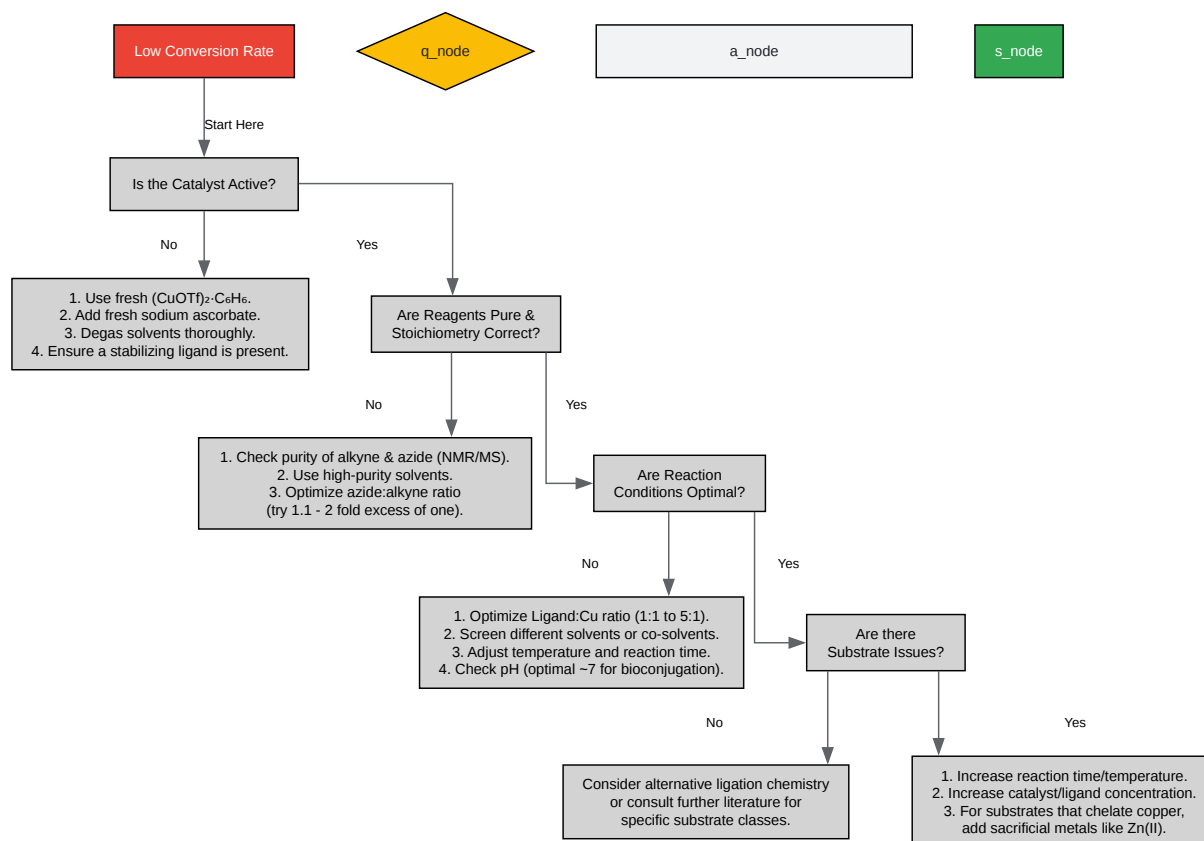 Low Conversion Rate
q_node
a_node
s_node
Start Here
Is the Catalyst Active?
No
Yes
1. Use fresh (CuOTf)₂·C₆H₆.
2. Add fresh sodium ascorbate.
3. Degas solvents thoroughly.
4. Ensure a stabilizing ligand is present.
Are Reagents Pure &
Stoichiometry Correct?
No
Yes
1. Check purity of alkyne & azide (NMR/MS).
2. Use high-purity solvents.
3. Optimize azide:alkyne ratio
(try 1.1 - 2 fold excess of one).
Are Reaction
Conditions Optimal?
No
Yes
1. Optimize Ligand:Cu ratio (1:1 to 5:1).
2. Screen different solvents or co-solvents.
3. Adjust temperature and reaction time.
4. Check pH (optimal ~7 for bioconjugation).
Are there
Substrate Issues?
No
Yes
Consider alternative ligation chemistry
or consult further literature for
specific substrate classes.
1. Increase reaction time/temperature.
2. Increase catalyst/ligand concentration.
3. For substrates that chelate copper,
add sacrificial metals like Zn(II).